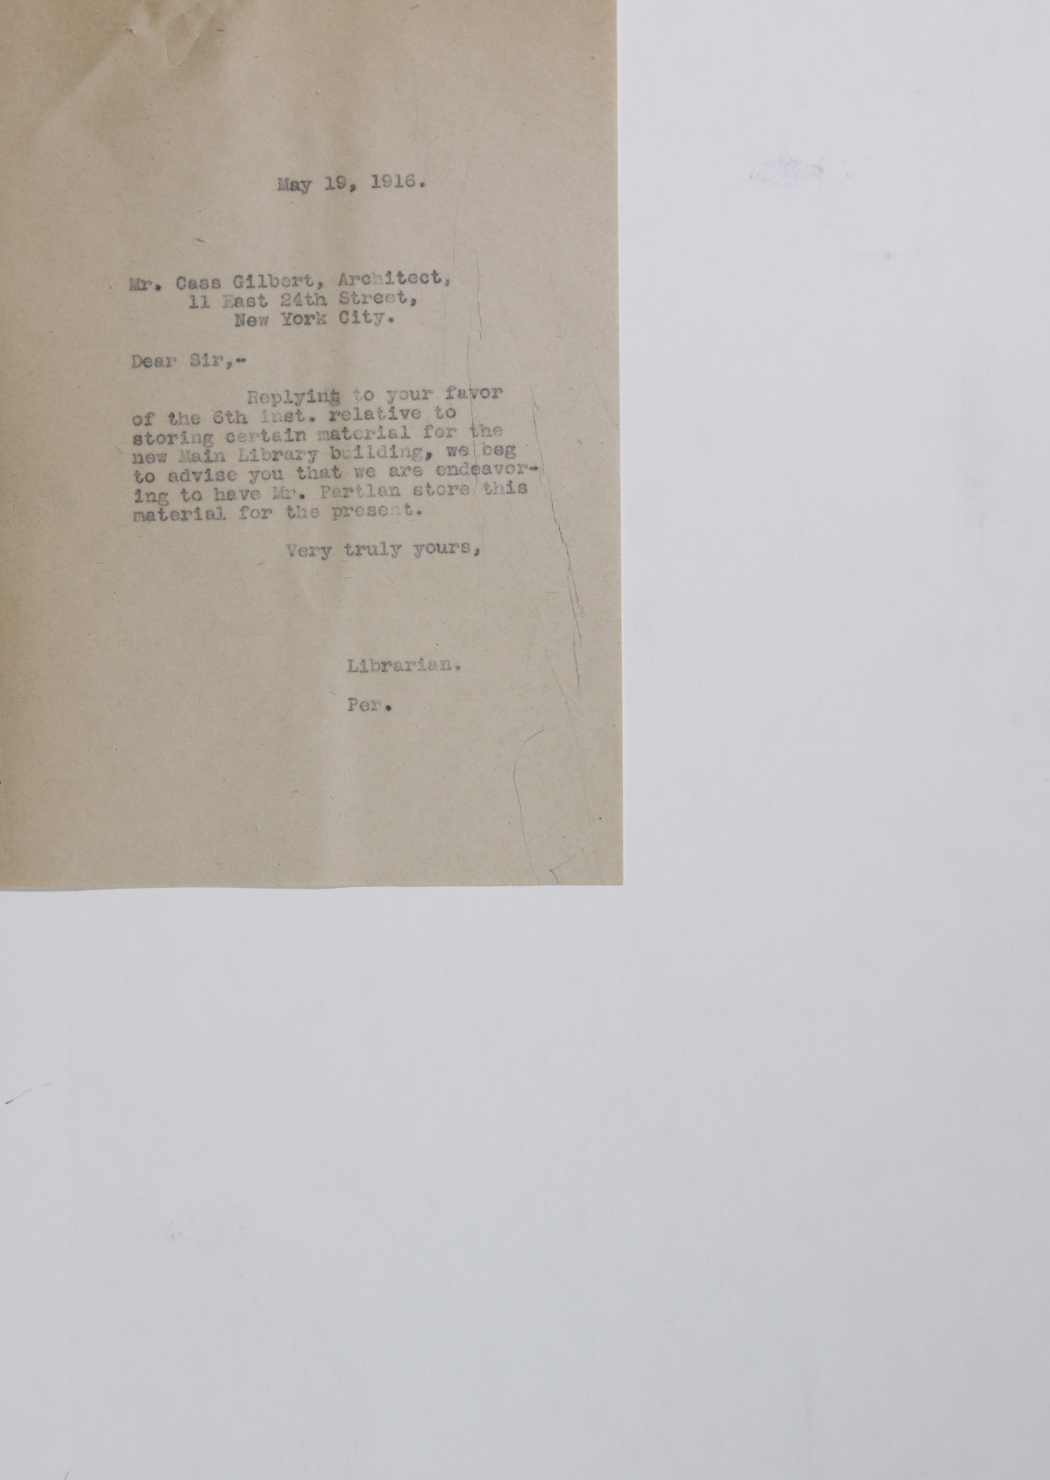 May 19, 1916.
Mr. Cass Gilbert, Architect,
11 East 24th Street,
New York City.
Dear Sir,-
Replying to your favor
of the 6th inst. relative to
storing certain material for the
new Main Library building, we beg
to advise you that we are endeavor-
ing to have Mr. Partlan store this
material for the present.
Very truly yours,
Librarian.
Per.